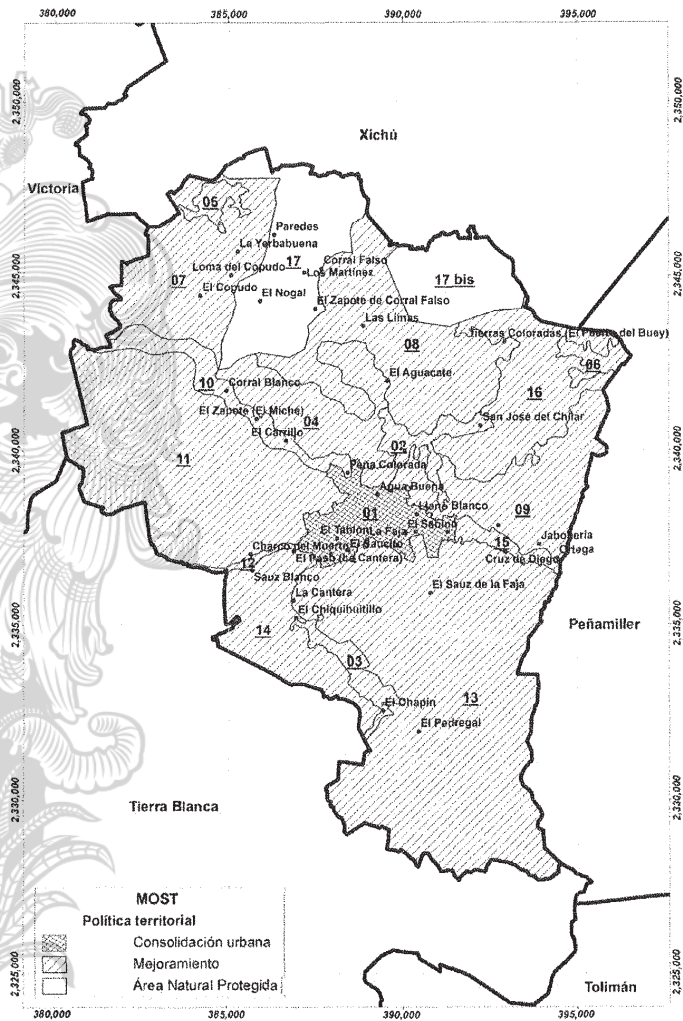 380,000 385,000 390,000 395,000
2,350,000 2,350,000
Xichú
Victoria
05
Paredes
La Yerbabuena
17 Corral Falso
Loma del Copudo Los Martínez 17 bis
2,345,000 2,345,000
07 El Copudo El Nogal
El Zapote de Corral Falso
Las Limas
Tierras Coloradas (El Puerto del Buey)
08
06
El Aguacate
10 Corral Blanco 16
El Zapote (El Miche)
04 San José del Chilar
El Carrillo
2,340,000 2,340,000
11 02
Peña Colorada
Agua Buena
01 Llano Blanco 09
El Tablón La Faja El Sabino
Charco del Muerto El Saucito 15 Jabonería
El Paso (La Cantera) Cruz de Diego Ortega
12
Sauz Blanco
La Cantera El Sauz de la Faja
El Chiquihuitillo
2,335,000 2,335,000
14 Peñamiller
03
13
El Chapín
El Pedregal
2,330,000 2,330,000
Tierra Blanca
MOST
Política territorial
Consolidación urbana
Mejoramiento
Área Natural Protegida
2,325,000 2,325,000
Tolimán
380,000 385,000 390,000 395,000